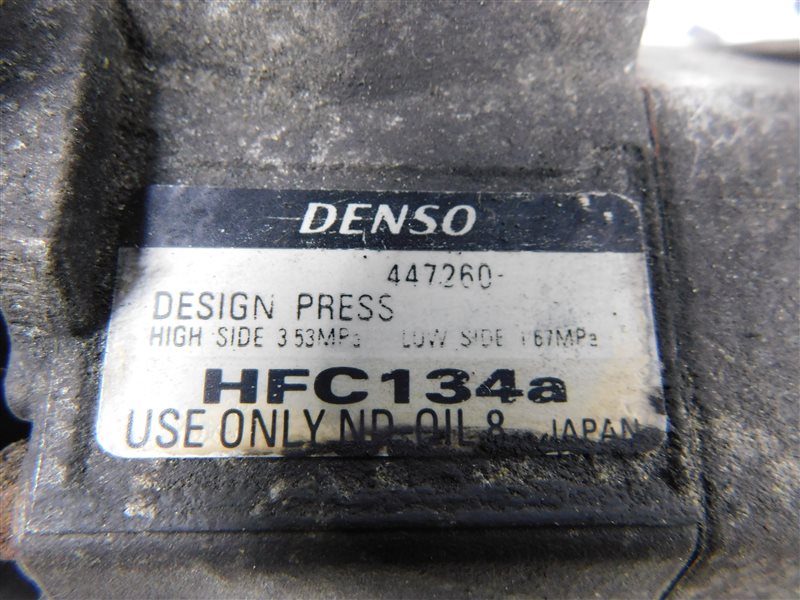 DENSO
447260-
DESIGN PRESS
HIGH SIDE 3.53MPa LOW SIDE 1.67MPa
HFC134a
USE ONLY ND-OIL 8 JAPAN